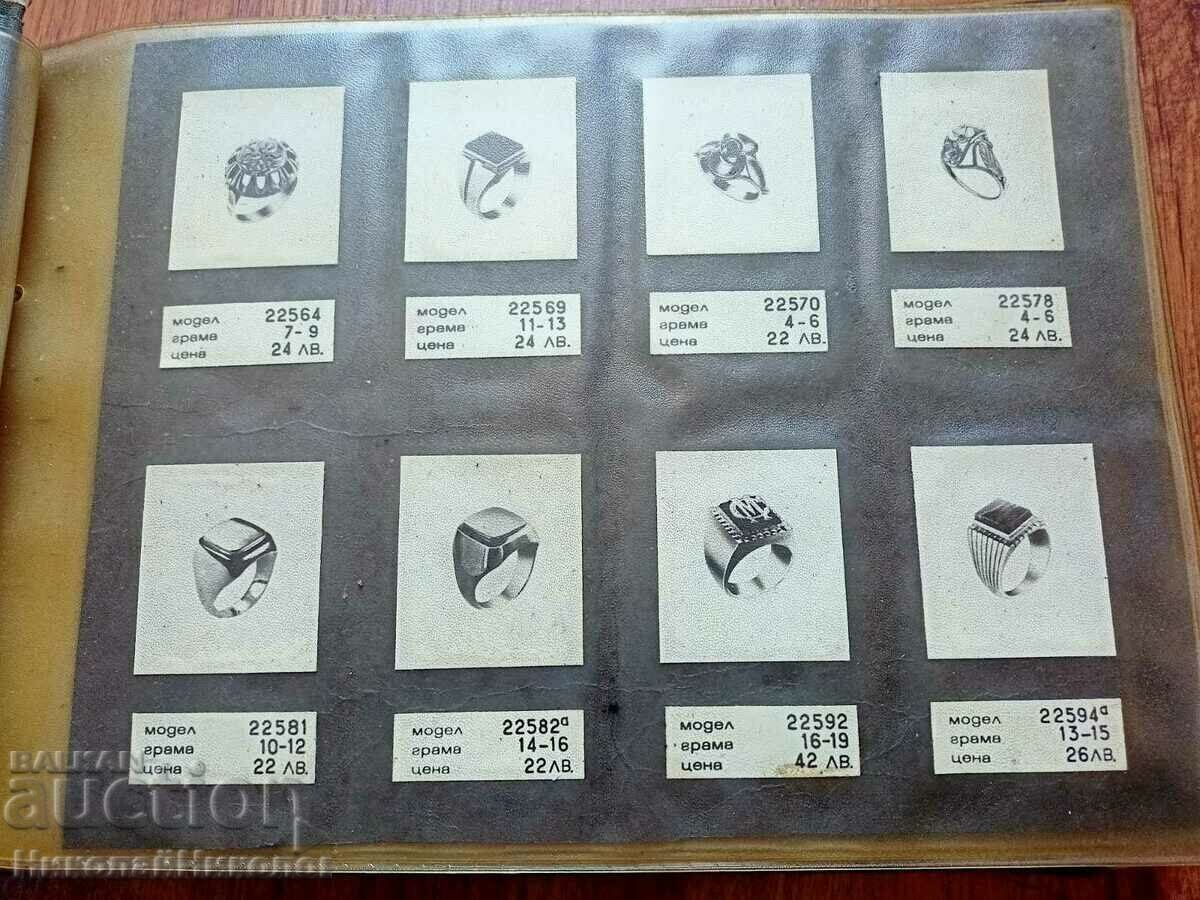 модел 22564
грама 7-9
цена 24 лв.
модел 22569
грама 11-13
цена 24 лв.
модел 22570
грама 4-6
цена 22 лв.
модел 22578
грама 4-6
цена 24 лв.
модел 22581
грама 10-12
цена 22 лв.
модел 22582а
грама 14-16
цена 22 лв.
модел 22592
грама 16-19
цена 42 лв.
модел 22594а
грама 13-15
цена 26 лв.
BALKAN
auction
НиколайНиколов